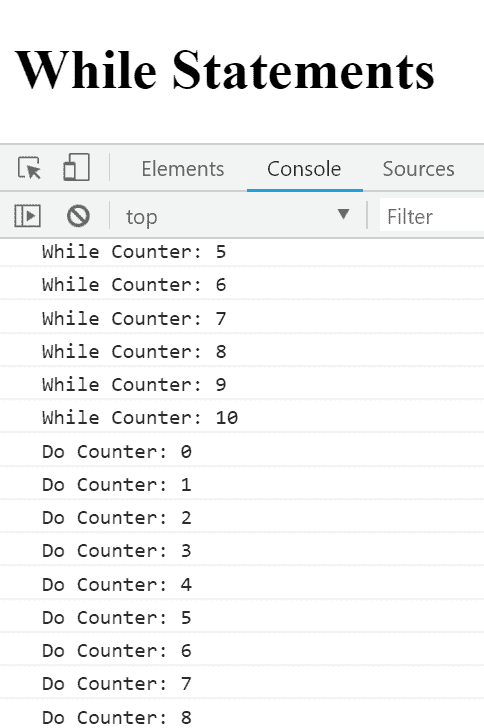 While Statements
Elements Console Sources
top Filter
While Counter: 5
While Counter: 6
While Counter: 7
While Counter: 8
While Counter: 9
While Counter: 10
Do Counter: 0
Do Counter: 1
Do Counter: 2
Do Counter: 3
Do Counter: 4
Do Counter: 5
Do Counter: 6
Do Counter: 7
Do Counter: 8